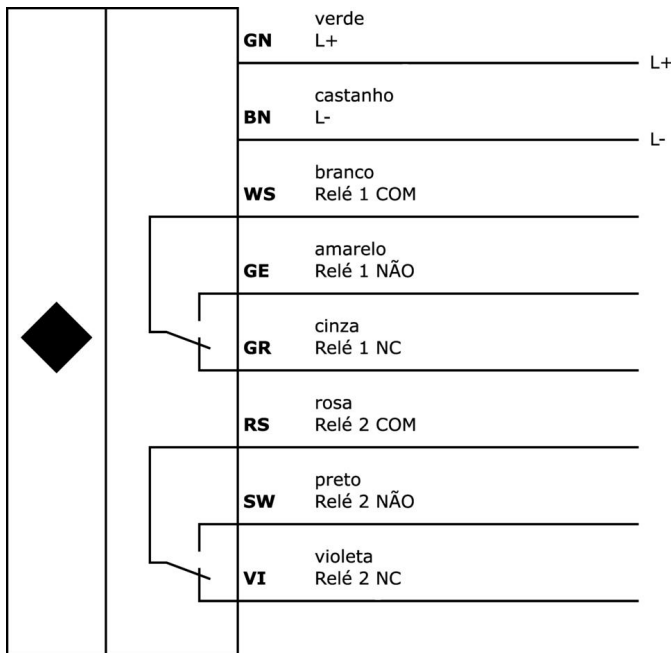 verde
GN L+
L+
castanho
BN L-
L-
branco
WS Relé 1 COM
amarelo
GE Relé 1 NÃO
cinza
GR Relé 1 NC
rosa
RS Relé 2 COM
preto
SW Relé 2 NÃO
violeta
VI Relé 2 NC